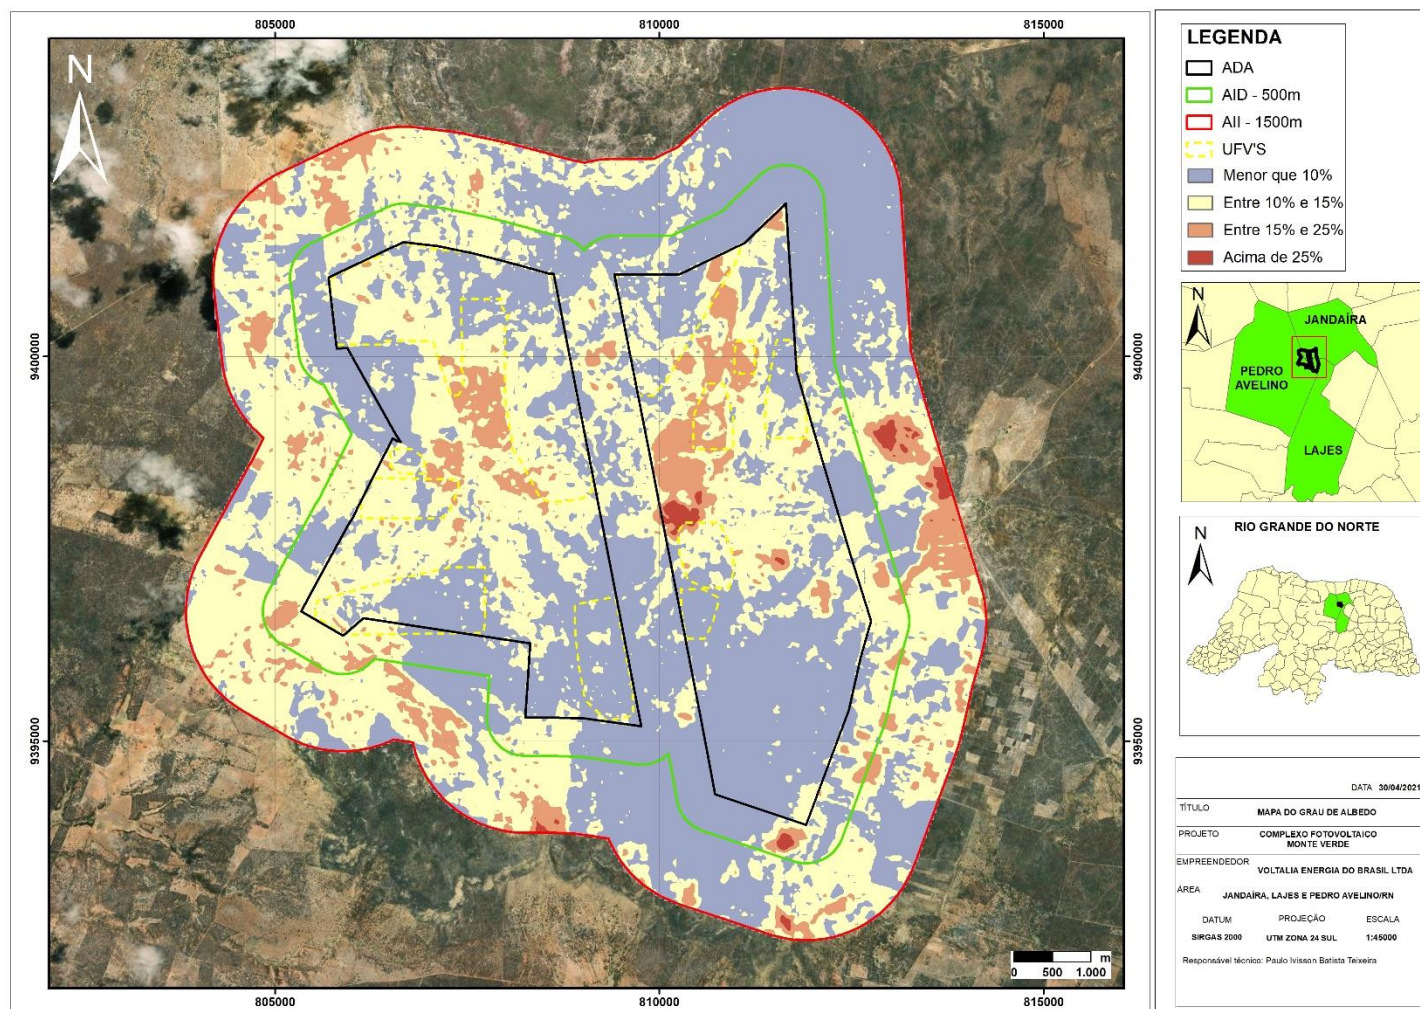 805000
810000
815000
N
9400000
9400000
9395000
9395000
m
0 500 1.000
805000
810000
815000
LEGENDA
ADA
AID - 500m
AII - 1500m
UFV'S
Menor que 10%
Entre 10% e 15%
Entre 15% e 25%
Acima de 25%
N
JANDAÍRA
PEDRO
AVELINO
LAJES
RIO GRANDE DO NORTE
N
DATA 30/04/2021
TÍTULO
MAPA DO GRAU DE ALBEDO
PROJETO
COMPLEXO FOTOVOLTAICO
MONTE VERDE
EMPREENDEDOR
VOLTALIA ENERGIA DO BRASIL LTDA
ÁREA
JANDAÍRA, LAJES E PEDRO AVELINO/RN
DATUM PROJEÇÃO ESCALA
SIRGAS 2000 UTM ZONA 24 SUL 1:45000
Responsável técnico: Paulo Ivisson Batista Teixeira